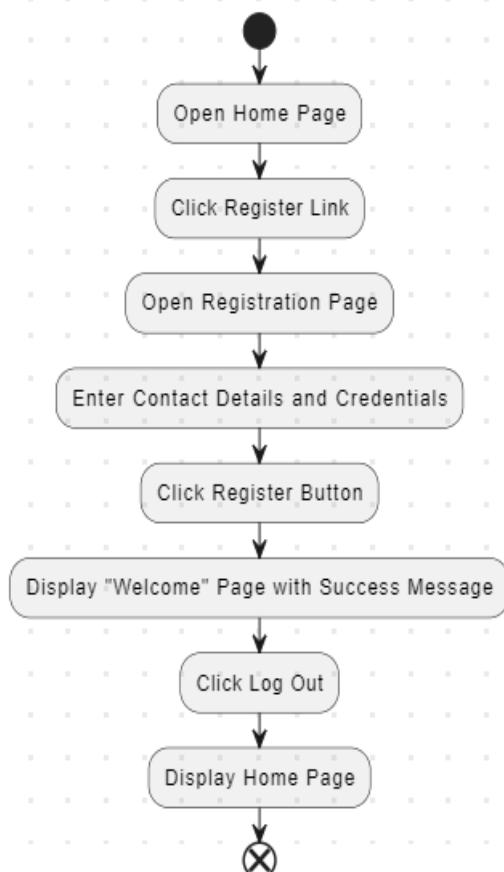 Open Home Page
Click Register Link
Open Registration Page
Enter Contact Details and Credentials
Click Register Button
Display "Welcome" Page with Success Message
Click Log Out
Display Home Page